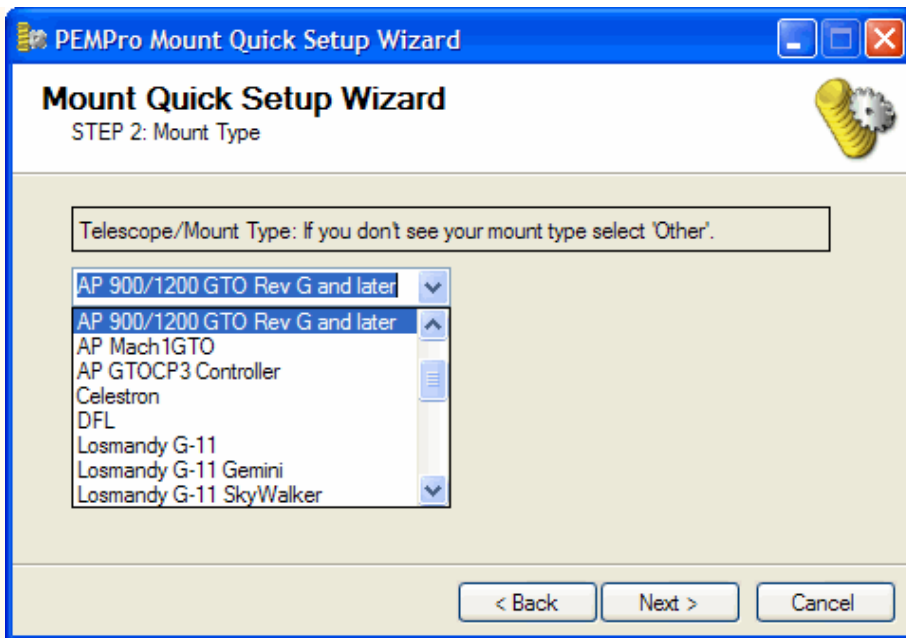 PEMPro Mount Quick Setup Wizard
Mount Quick Setup Wizard
STEP 2: Mount Type
Telescope/Mount Type: If you don't see your mount type select 'Other'.
AP 900/1200 GTO Rev G and later
AP 900/1200 GTO Rev G and later
AP Mach1GTO
AP GTOCP3 Controller
Celestron
DFL
Losmandy G-11
Losmandy G-11 Gemini
Losmandy G-11 SkyWalker
< Back
Next >
Cancel